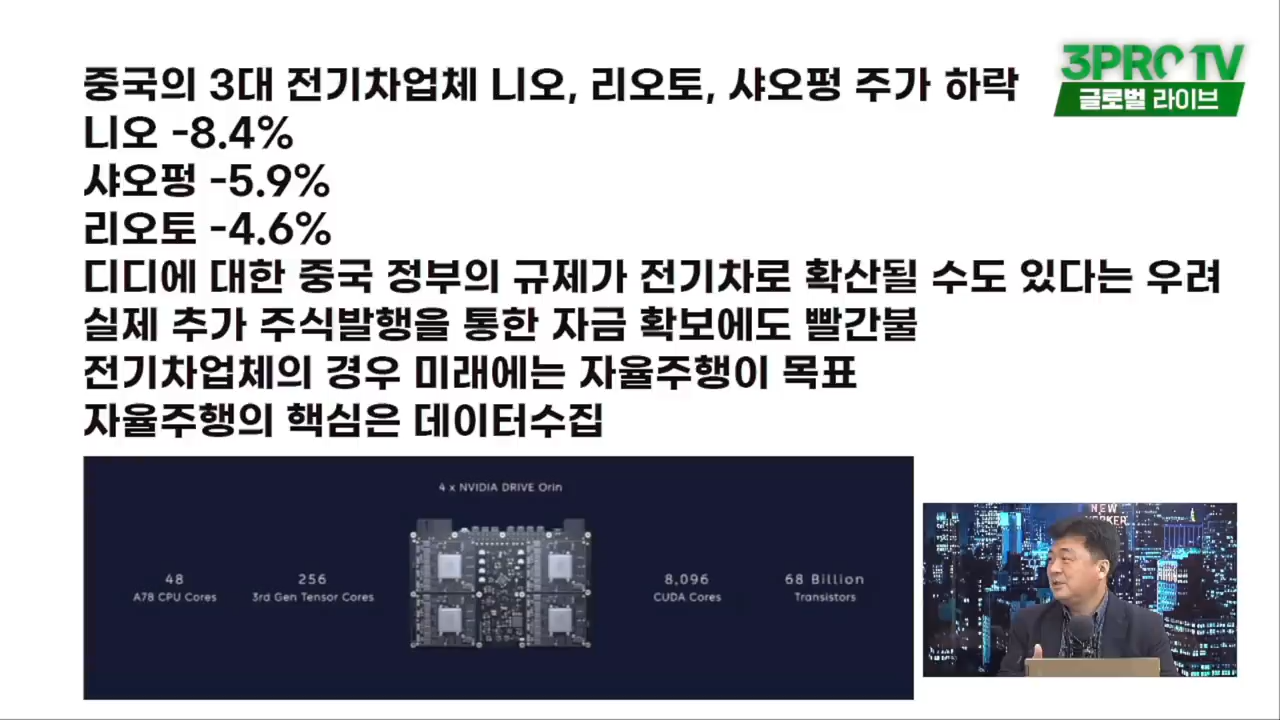 중국의 3대 전기차업체 니오, 리오토, 샤오펑 주가 하락
3PRO TV
글로벌 라이브
니오 -8.4%
샤오펑 -5.9%
리오토 -4.6%
디디에 대한 중국 정부의 규제가 전기차로 확산될 수도 있다는 우려
실제 추가 주식발행을 통한 자금 확보에도 빨간불
전기차업체의 경우 미래에는 자율주행이 목표
자율주행의 핵심은 데이터수집
4 x NVIDIA DRIVE Orin
48
A78 CPU Cores
256
3rd Gen Tensor Cores
8,096
CUDA Cores
68 Billion
Transistors
NEW